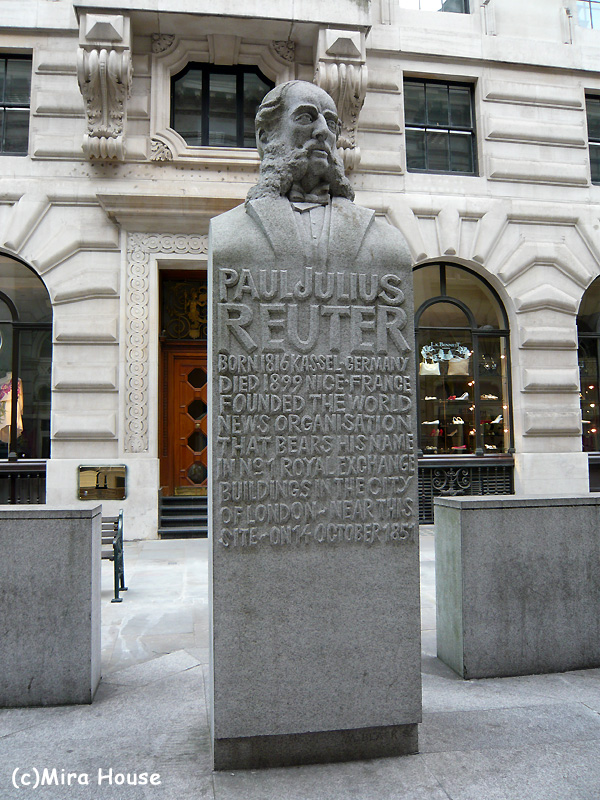 PAUL JULIUS
REUTER
BORN 1816 KASSEL, GERMANY
DIED 1899 NICE·FRANCE
FOUNDED THE WORLD
NEWS ORGANISATION
THAT BEARS HIS NAME
IN No 1 ROYAL EXCHANGE
BUILDINGS IN THE CITY
OF LONDON ~ NEAR THIS
CITE ~ ON 14 OCTOBER 1851
(c)Mira House